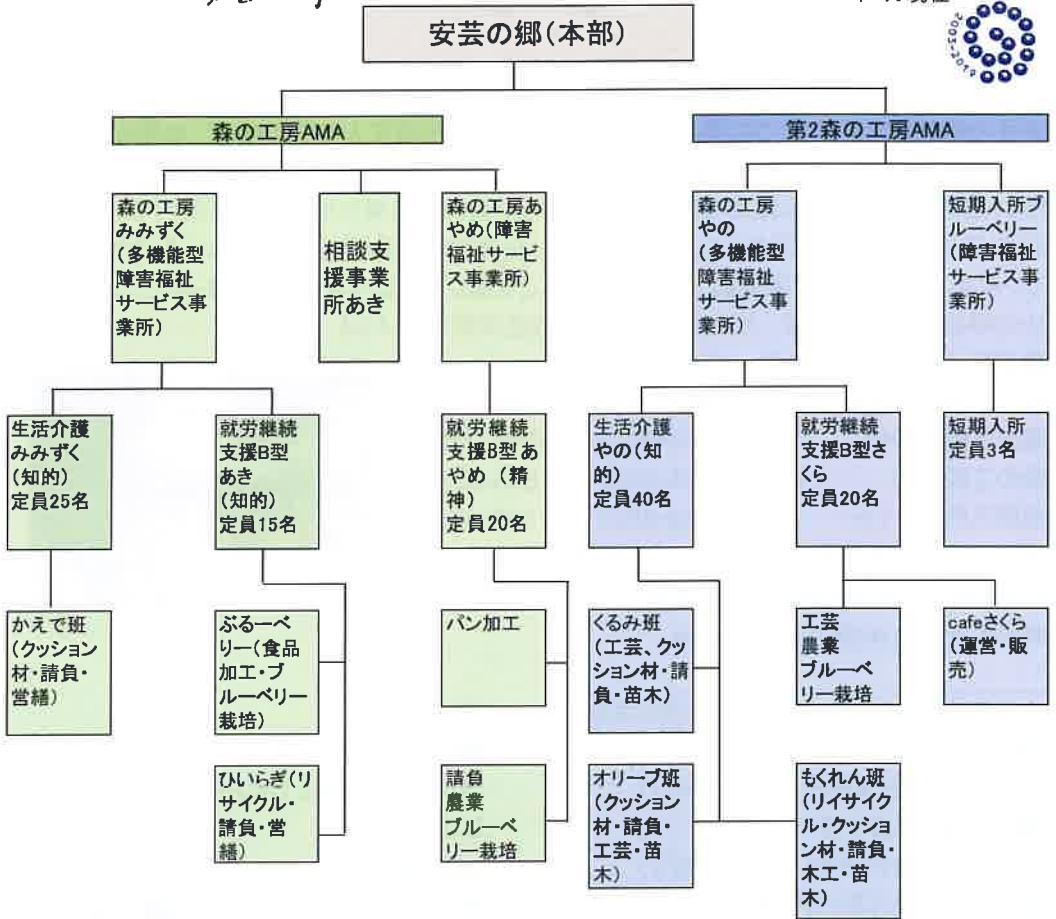 安芸の郷(本部)
2003-2019
森の工房AMA
第2森の工房AMA
森の工房
みみずく
(多機能型
障害福祉
サービス事
業所)
相談支
援事業
所あき
森の工房あ
やめ(障害
福祉サービ
ス事業所)
森の工房
やの
(多機能型
障害福祉
サービス事
業所)
短期入所ブ
ルーベリー
(障害福祉
サービス事
業所)
生活介護
みみずく
(知的)
定員25名
就労継続
支援B型
あき
(知的)
定員15名
就労継続
支援B型あ
やめ (精
神)
定員20名
生活介護
やの(知
的)
定員40名
就労継続
支援B型さ
くら
定員20名
短期入所
定員3名
かえで班
(クッション
材・請負・
営繕)
ぶるーべ
りー(食品
加工・ブ
ルーベリー
栽培)
パン加工
くるみ班
(工芸、クッ
ション材・請
負・苗木)
工芸
農業
ブルーベ
リー栽培
cafeさくら
(運営・販
売)
ひいらぎ(リ
サイクル・
請負・営
繕)
請負
農業
ブルーベ
リー栽培
オリーブ班
(クッション
材・請負・
工芸・苗
木)
もくれん班
(リイサイク
ル・クッショ
ン材・請負・
木工・苗
木)